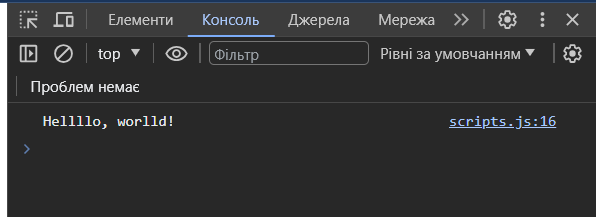 Елементи Консоль Джерела Мережа
top Фільтр Рівні за умовчанням
Проблем немає
Hellllo, worlld! scripts.js:16